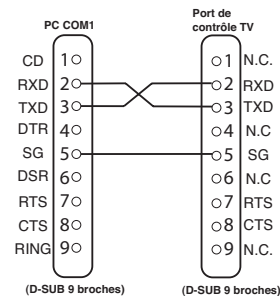 PC COM1
Port de
contrôle TV
CD 1 1 N.C.
RXD 2 2 RXD
TXD 3 3 TXD
DTR 4 4 N.C
SG 5 5 SG
DSR 6 6 N.C
RTS 7 7 RTS
CTS 8 8 CTS
RING 9 9 N.C.
(D-SUB 9 broches) (D-SUB 9 broches)